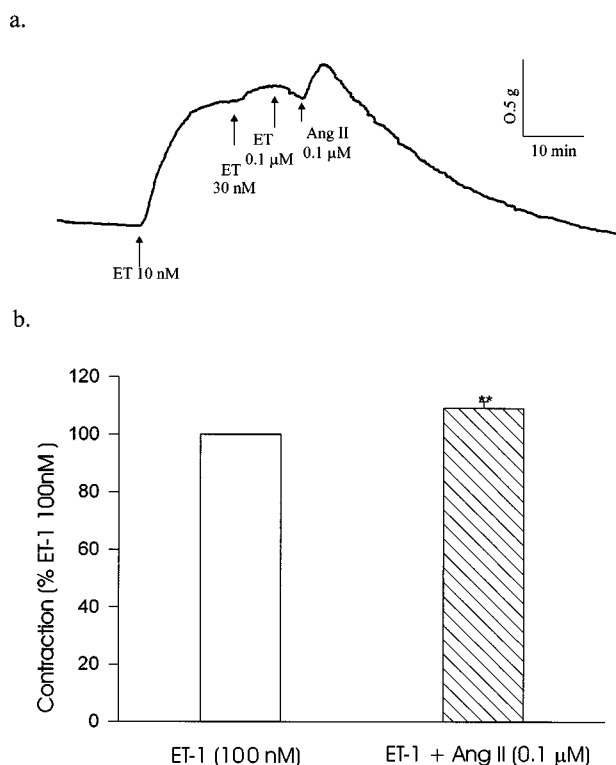 a.
0.5 g
10 min
ET 10 nM
ET
30 nM
ET
0.1 µM
Ang II
0.1 µM
b.
Contraction (% ET-1 100nM)
120
100
80
60
40
20
0
**
ET-1 (100 nM)
ET-1 + Ang II (0.1 µM)